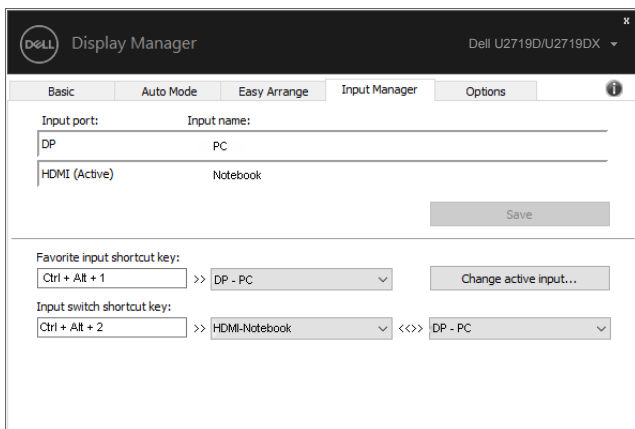 x
DELL Display Manager Dell U2719D/U2719DX
Basic Auto Mode Easy Arrange Input Manager Options i
Input port: Input name:
DP PC
HDMI (Active) Notebook
Save
Favorite input shortcut key:
Ctrl + Alt + 1 >> DP - PC Change active input...
Input switch shortcut key:
Ctrl + Alt + 2 >> HDMI-Notebook <<>> DP - PC